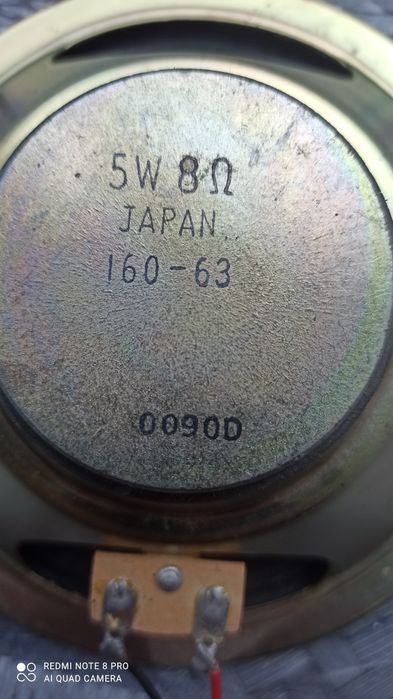 5W 8Ω
JAPAN
160-63
0090D
REDMI NOTE 8 PRO
AI QUAD CAMERA